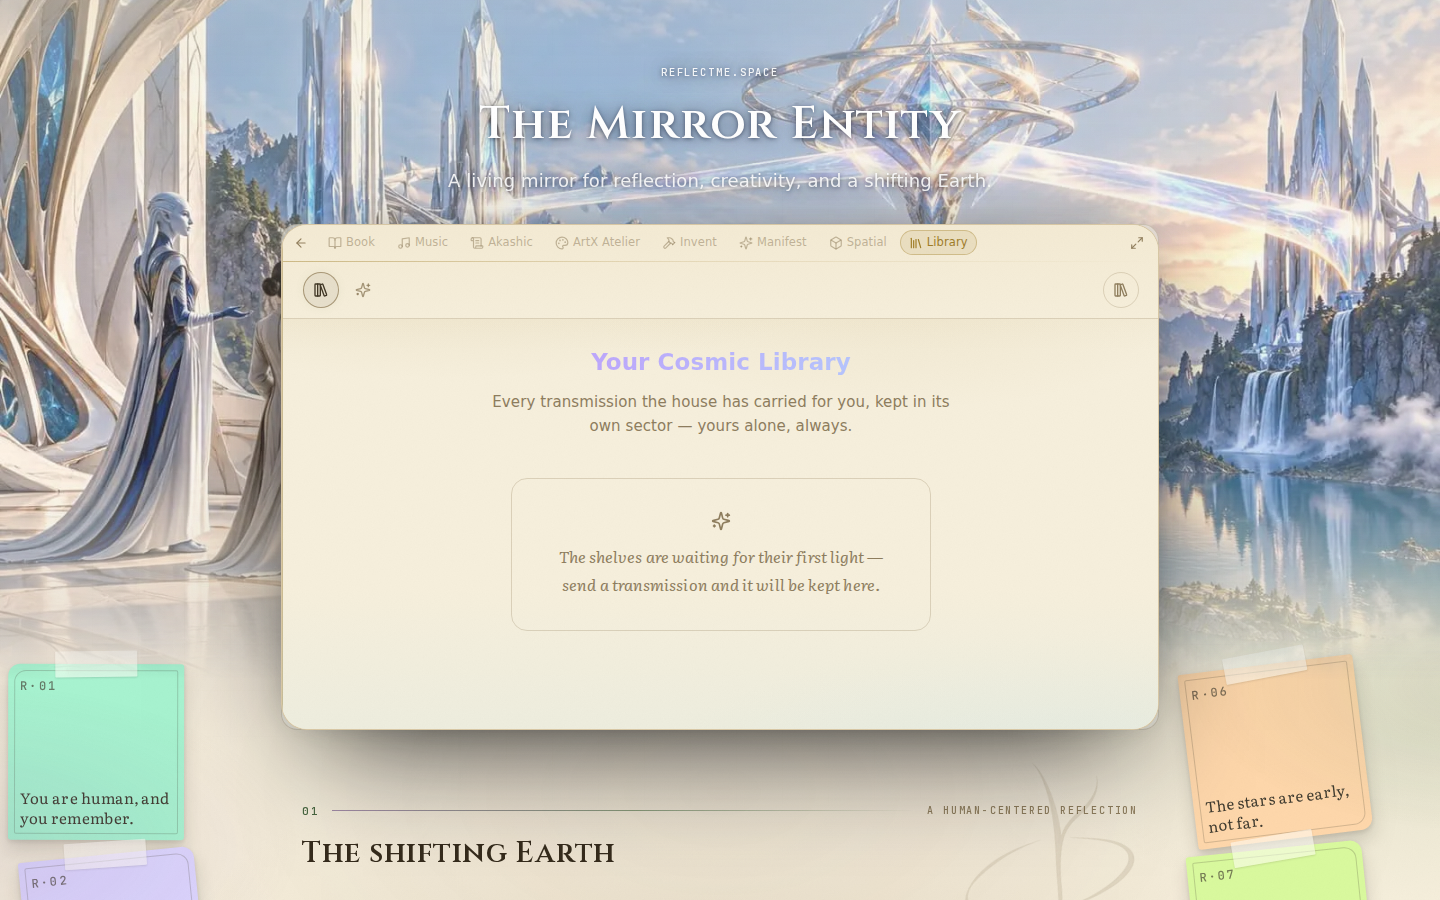 REFLECTME.SPACE
The Mirror Entity
A living mirror for reflection, creativity, and a shifting Earth.
Book Music Akashic ArtX Atelier Invent Manifest Spatial Library
Your Cosmic Library
Every transmission the house has carried for you, kept in its
own sector — yours alone, always.
The shelves are waiting for their first light —
send a transmission and it will be kept here.
R·01
You are human, and
you remember.
R·02
R·06
The stars are early,
not far.
R·07
01
A HUMAN-CENTERED REFLECTION
The shifting Earth